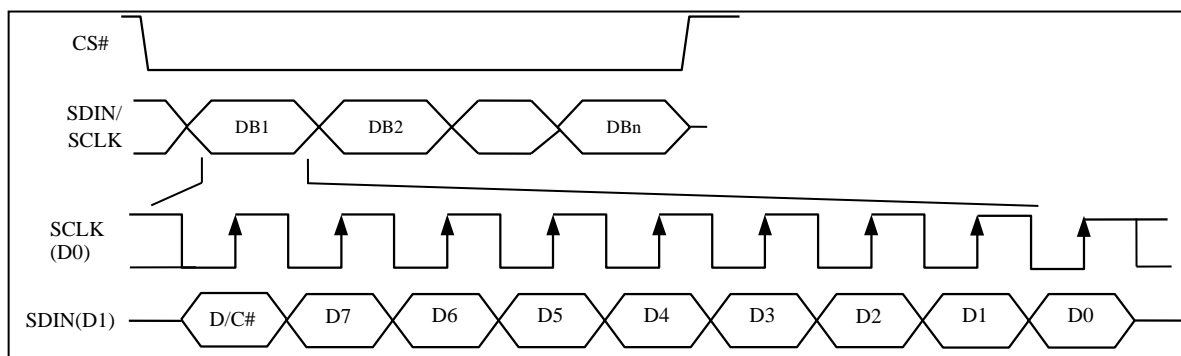 CS#
SDIN/
SCLK
DB1 DB2 DBn
SCLK
(D0)
SDIN(D1) D/C# D7 D6 D5 D4 D3 D2 D1 D0